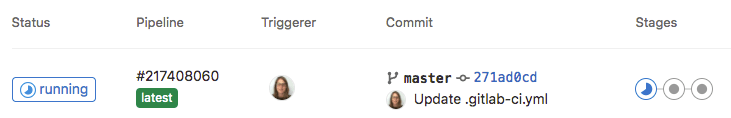 Status Pipeline Triggerer Commit Stages
running
#217408060
latest
master 271ad0cd
Update .gitlab-ci.yml